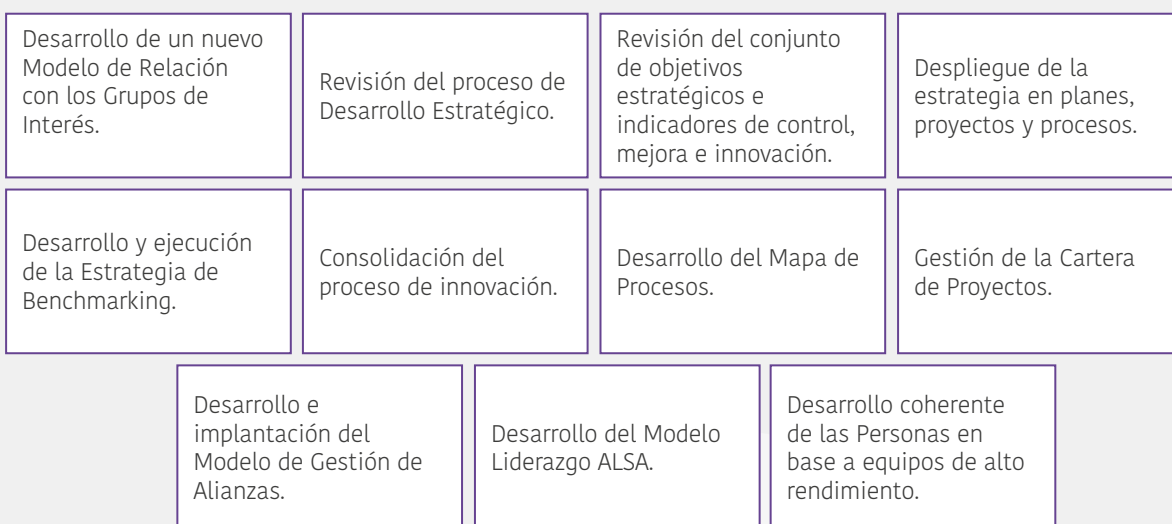 Desarrollo de un nuevo
Modelo de Relación
con los Grupos de
Interés.
Revisión del proceso de
Desarrollo Estratégico.
Revisión del conjunto
de objetivos
estratégicos e
indicadores de control,
mejora e innovación.
Despliegue de la
estrategia en planes,
proyectos y procesos.
Desarrollo y ejecución
de la Estrategia de
Benchmarking.
Consolidación del
proceso de innovación.
Desarrollo del Mapa de
Procesos.
Gestión de la Cartera
de Proyectos.
Desarrollo e
implantación del
Modelo de Gestión de
Alianzas.
Desarrollo del Modelo
Liderazgo ALSA.
Desarrollo coherente
de las Personas en
base a equipos de alto
rendimiento.